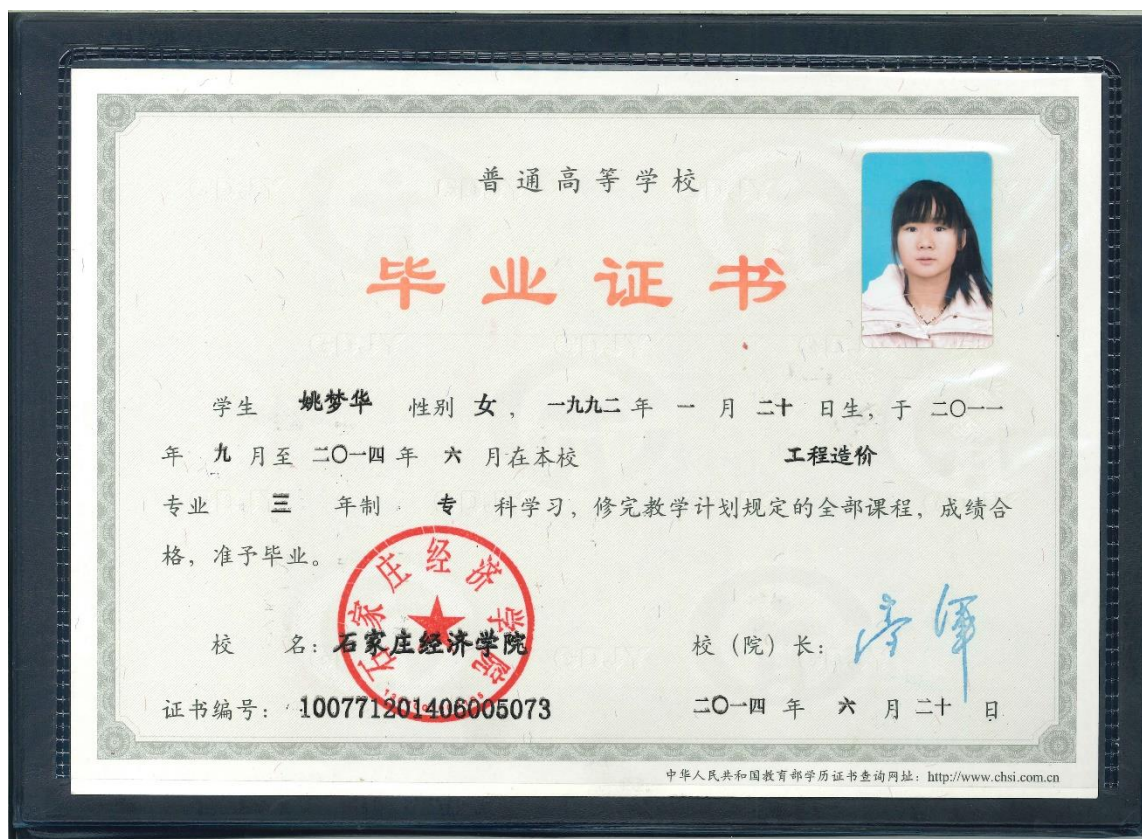 普通高等学校
毕业证书
学生 姚梦华 性别 女，一九九二 年 一 月 二十 日生，于 二〇一一
年 九 月至 二〇一四 年 六 月在本校 工程造价
专业 三 年制 专 科学习，修完教学计划规定的全部课程，成绩合
格，准予毕业。
石家庄经济学院
校 名：石家庄经济学院 校（院）长：
证书编号：100771201406005073 二〇一四 年 六 月 二十 日
中华人民共和国教育部学历证书查询网址：http://www.chsi.com.cn